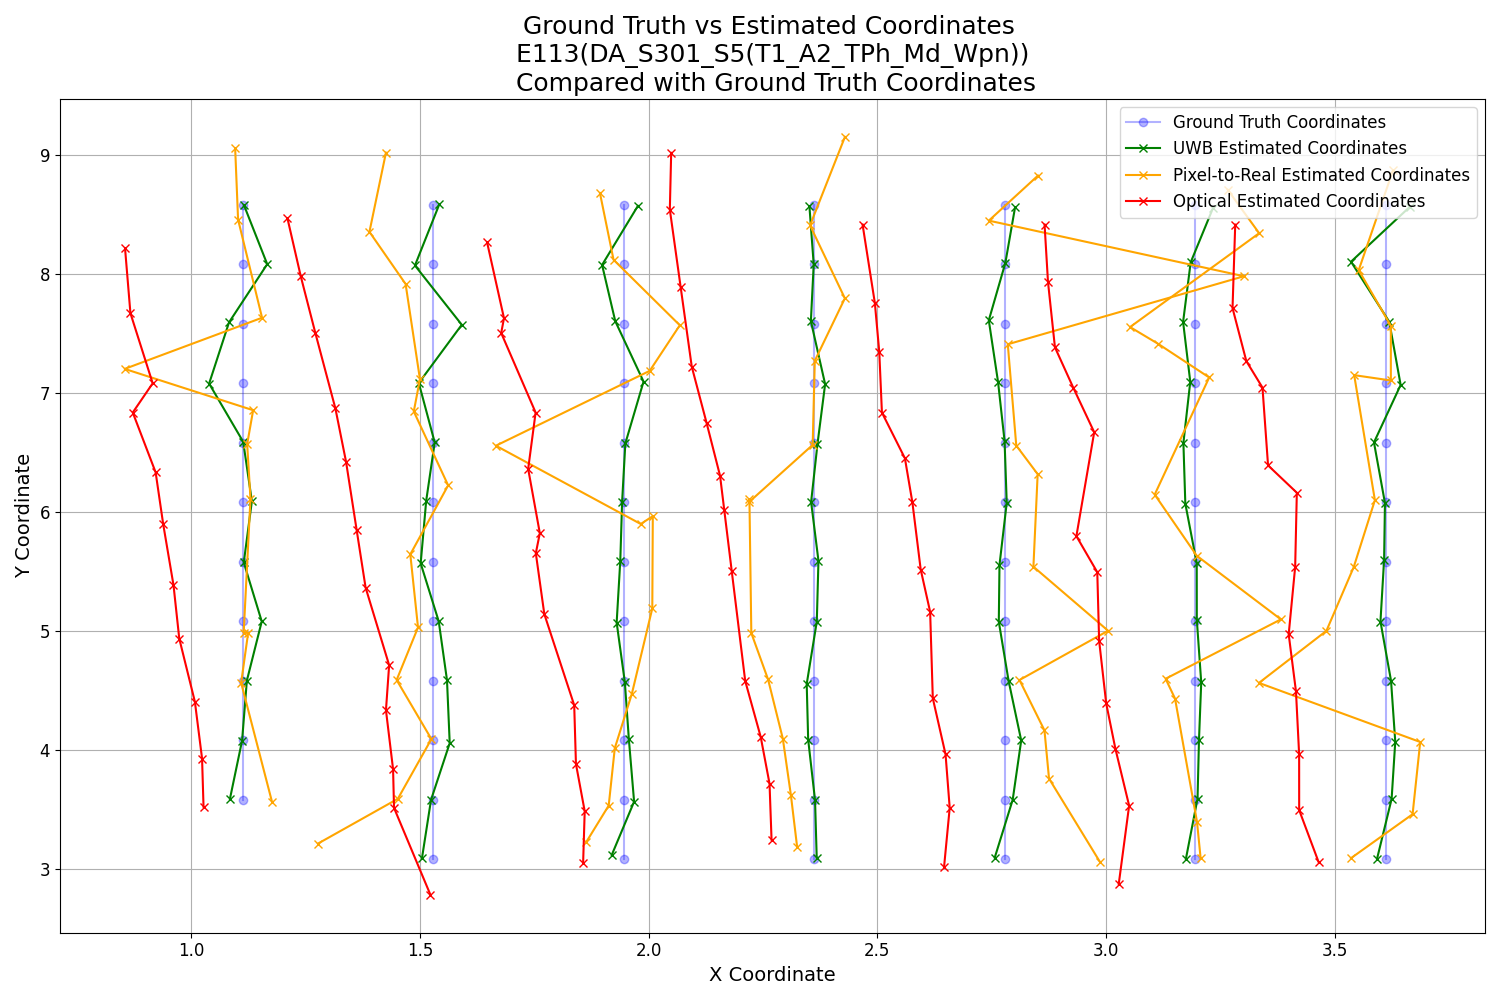 Ground Truth vs Estimated Coordinates
E113(DA_S301_S5(T1_A2_TPh_Md_Wpn))
Compared with Ground Truth Coordinates
Ground Truth Coordinates
UWB Estimated Coordinates
Pixel-to-Real Estimated Coordinates
Optical Estimated Coordinates
Y Coordinate
9
8
7
6
5
4
3
1.0 1.5 2.0 2.5 3.0 3.5
X Coordinate